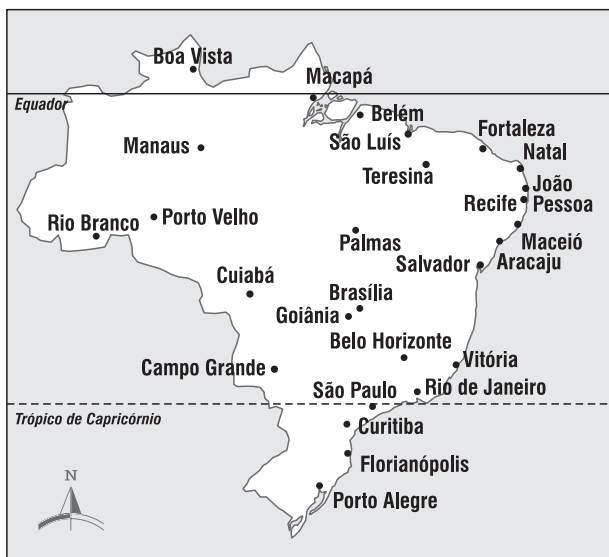 Boa Vista
Macapá
Equador
Belém
Manaus
São Luís
Fortaleza
Teresina
Natal
João
Pessoa
Recife
Rio Branco
Porto Velho
Palmas
Maceió
Salvador
Aracaju
Cuiabá
Brasília
Goiânia
Belo Horizonte
Vitória
Campo Grande
São Paulo
Rio de Janeiro
Trópico de Capricórnio
Curitiba
Florianópolis
N
Porto Alegre